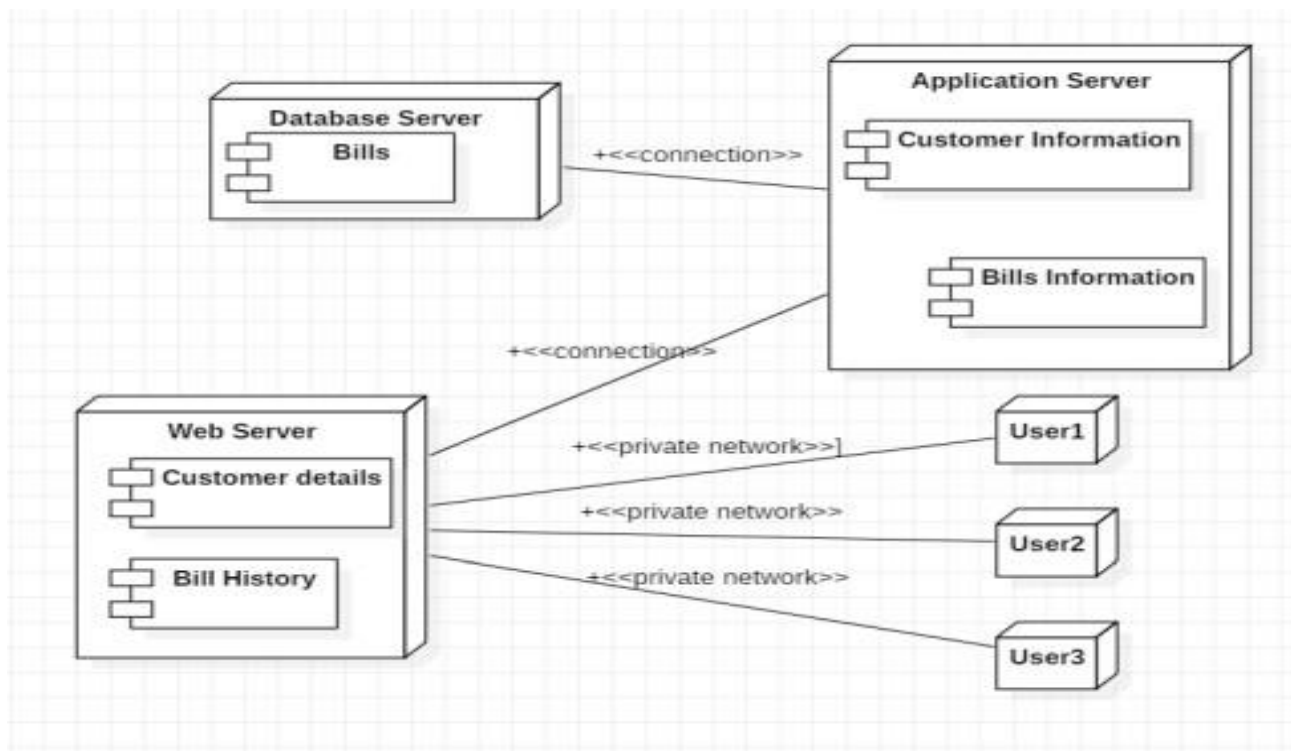 Database Server
Bills
+<<connection>>
Application Server
Customer Information
Bills Information
+<<connection>>
Web Server
Customer details
Bill History
+<<private network>>]
User1
+<<private network>>
User2
+<<private network>>
User3